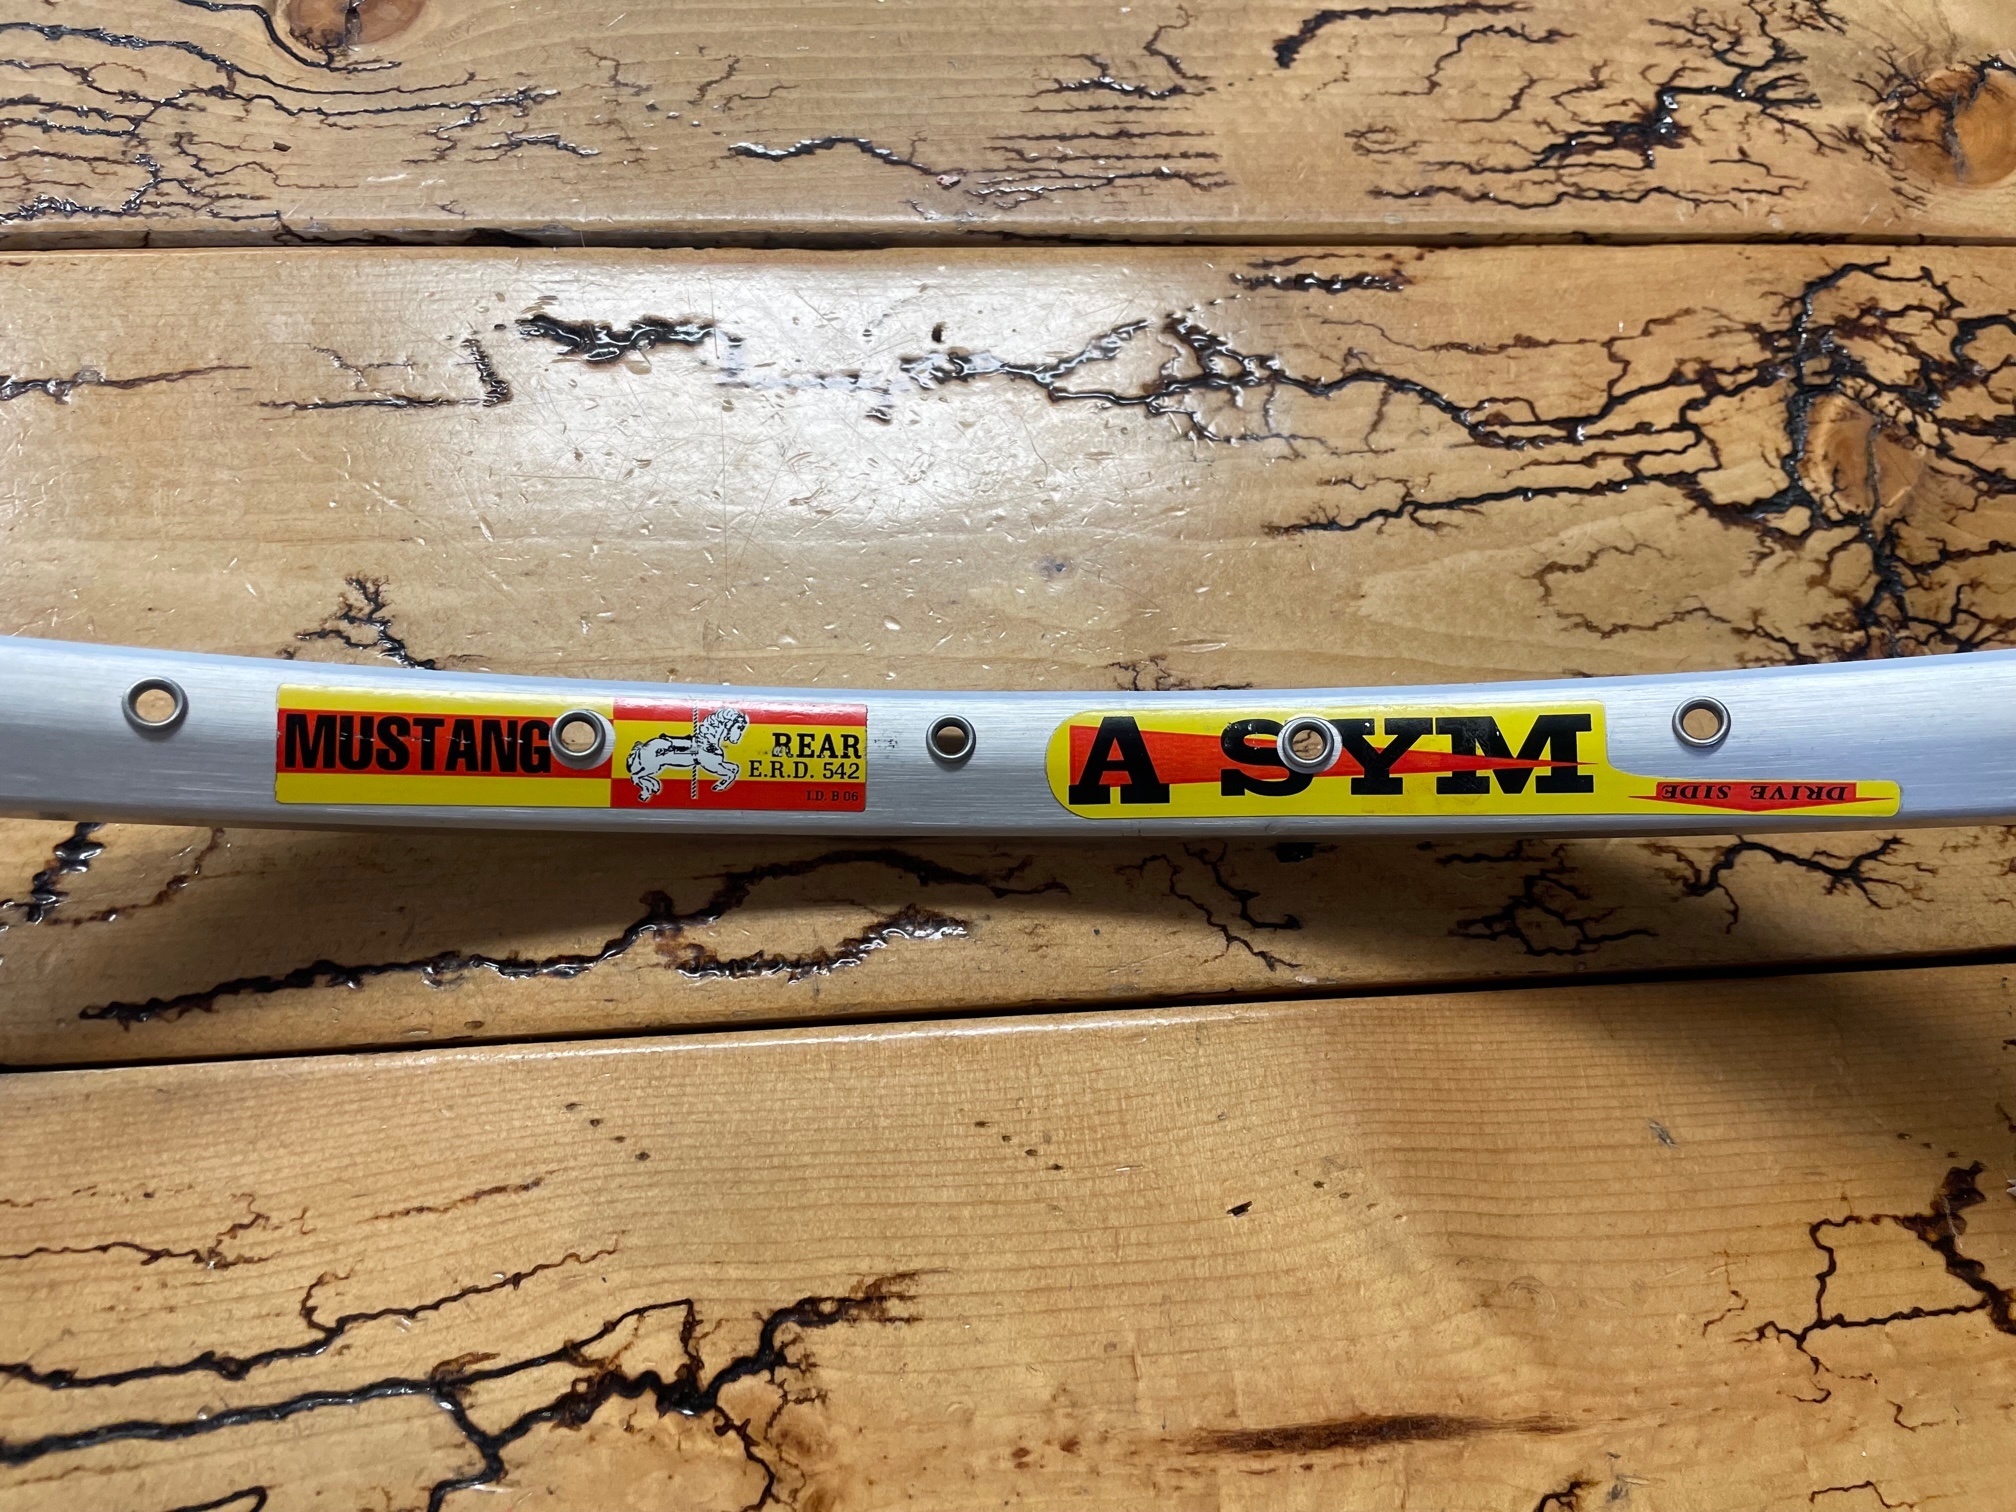 MUSTANG
REAR
E.R.D. 542
I.D. B 06
A SYM
DRIVE SIDE